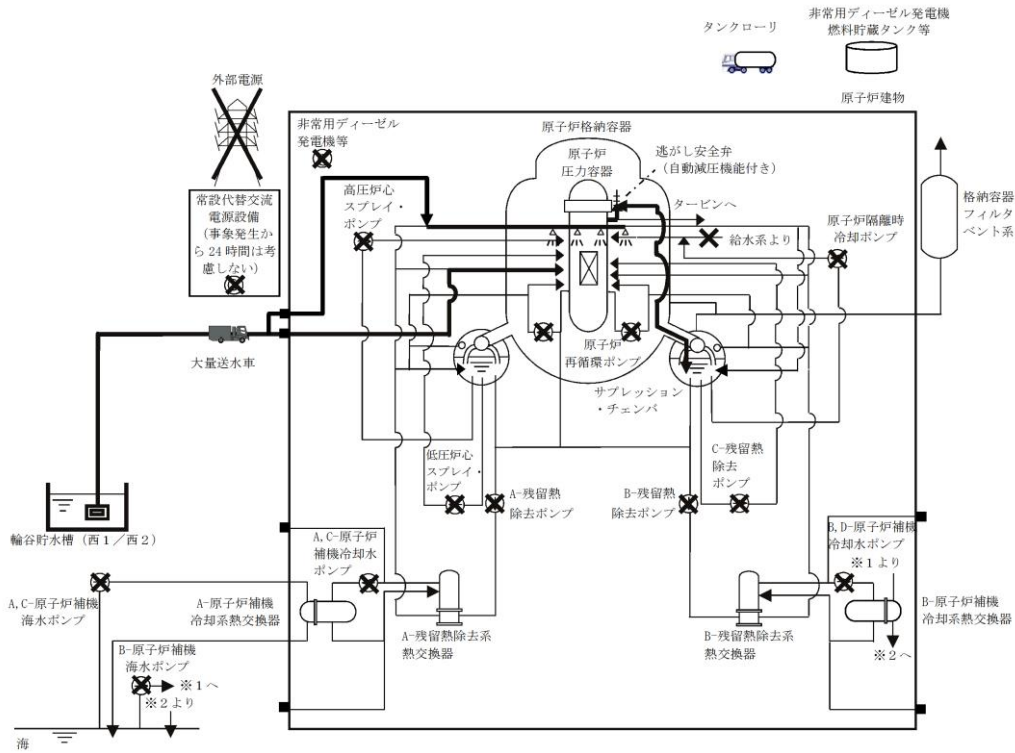 タンクローリ
非常用ディーゼル発電機
燃料貯蔵タンク等
外部電源
原子炉建物
非常用ディーゼル
発電機等
原子炉格納容器
原子炉
圧力容器
逃がし安全弁
(自動減圧機能付き)
常設代替交流
電源設備
(事象発生か
ら24時間は考
慮しない)
高圧炉心
スプレイ・
ポンプ
タービンへ
給水系より
原子炉隔離時
冷却ポンプ
格納容器
フィルタ
ベント系
大量送水車
原子炉
再循環ポンプ
サプレッション
・チェンバ
低圧炉心
スプレイ・
ポンプ
A-残留熱
除去ポンプ
B-残留熱
除去ポンプ
C-残留熱
除去
ポンプ
輪谷貯水槽(西1/西2)
A,C-原子炉
補機冷却水
ポンプ
B,D-原子炉補機
冷却水ポンプ
※1より
A,C-原子炉補機
海水ポンプ
A-原子炉補機
冷却系熱交換器
A-残留熱除去系
熱交換器
B-残留熱除去系
熱交換器
B-原子炉補機
冷却系熱交換器
※2へ
B-原子炉補機
海水ポンプ
※1へ
※2より
海